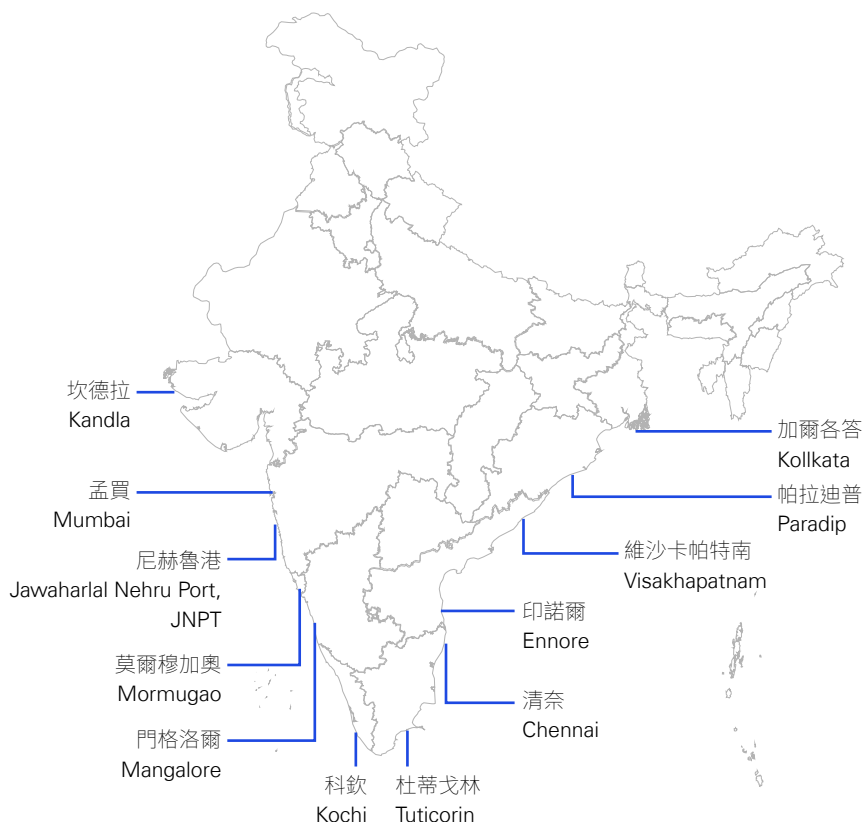 坎德拉
Kandla
孟買
Mumbai
尼赫魯港
Jawaharlal Nehru Port,
JNPT
莫爾穆加奧
Mormugao
門格洛爾
Mangalore
科欽
Kochi
杜蒂戈林
Tuticorin
加爾各答
Kollkata
帕拉迪普
Paradip
維沙卡帕特南
Visakhapatnam
印諾爾
Ennore
清奈
Chennai